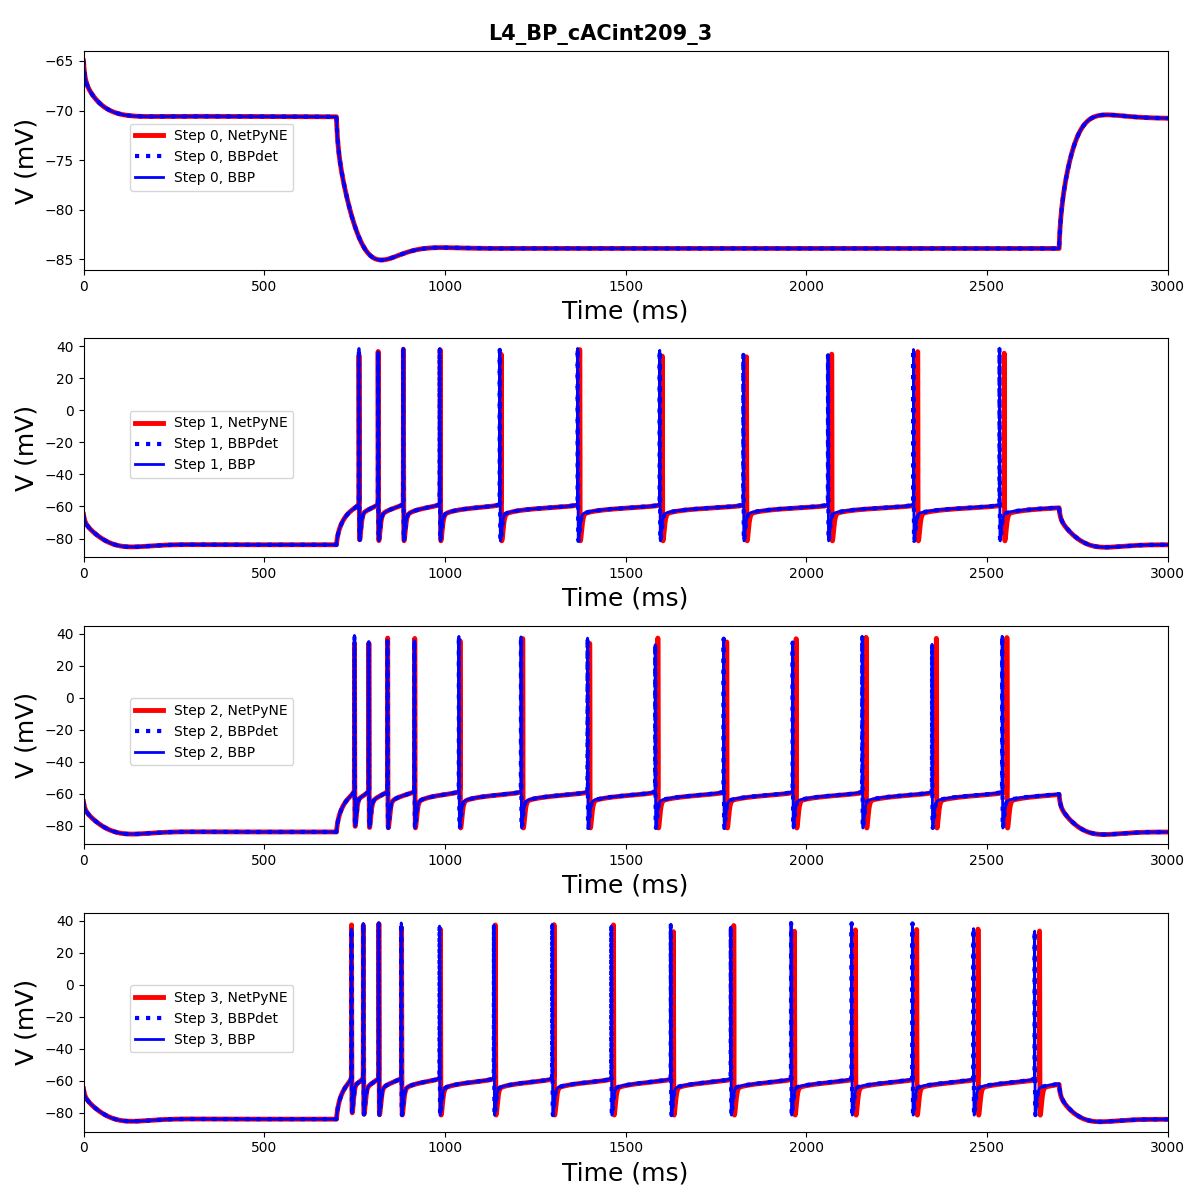 L4_BP_cACint209_3
−65
−70
−75
−80
−85
V (mV)
Step 0, NetPyNE
Step 0, BBPdet
Step 0, BBP
0 500 1000 1500 2000 2500 3000
Time (ms)
40
20
0
−20
−40
−60
−80
V (mV)
Step 1, NetPyNE
Step 1, BBPdet
Step 1, BBP
0 500 1000 1500 2000 2500 3000
Time (ms)
40
20
0
−20
−40
−60
−80
V (mV)
Step 2, NetPyNE
Step 2, BBPdet
Step 2, BBP
0 500 1000 1500 2000 2500 3000
Time (ms)
40
20
0
−20
−40
−60
−80
V (mV)
Step 3, NetPyNE
Step 3, BBPdet
Step 3, BBP
0 500 1000 1500 2000 2500 3000
Time (ms)